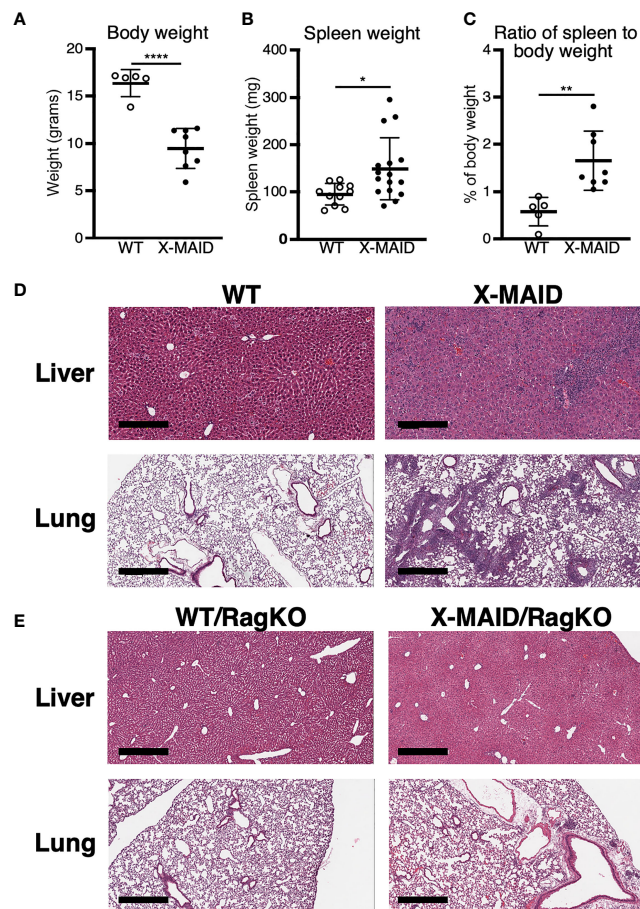 A
Body weight
****
Weight (grams)
20
15
10
5
0
WT
X-MAID
B
Spleen weight
*
Spleen weight (mg)
400
300
200
100
0
WT
X-MAID
C
Ratio of spleen to
body weight
**
% of body weight
4
3
2
1
0
WT
X-MAID
D
WT
X-MAID
Liver
Lung
E
WT/RagKO
X-MAID/RagKO
Liver
Lung